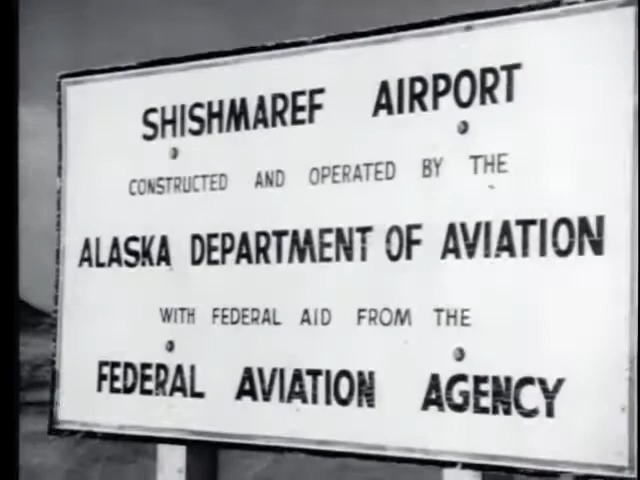 SHISHMAREF AIRPORT
CONSTRUCTED AND OPERATED BY THE
ALASKA DEPARTMENT OF AVIATION
WITH FEDERAL AID FROM THE
FEDERAL AVIATION AGENCY